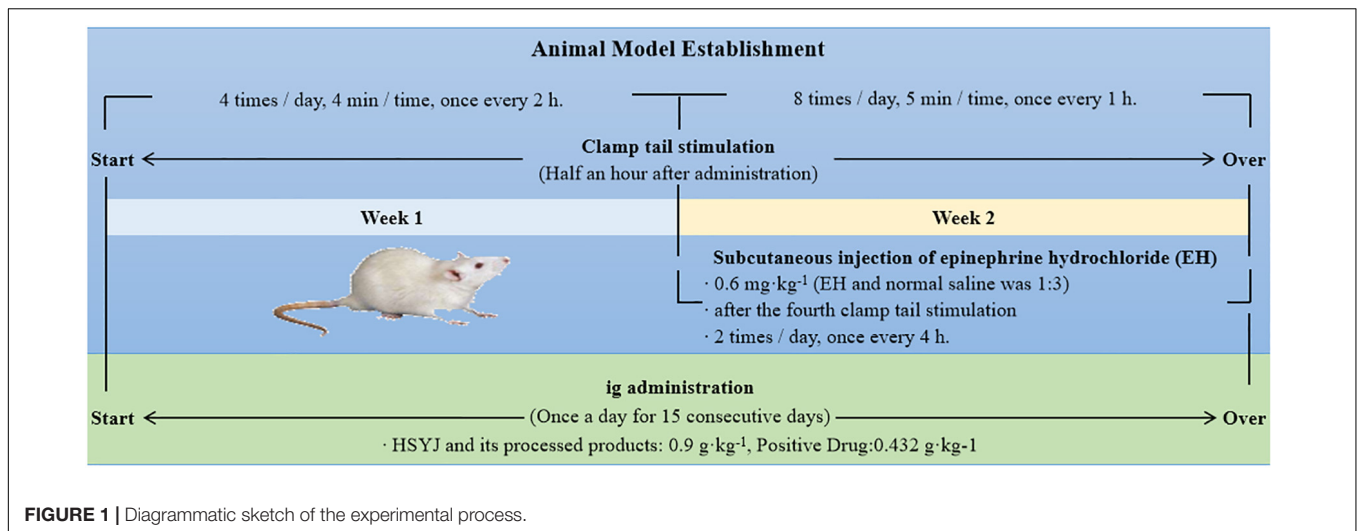 Animal Model Establishment
4 times / day, 4 min / time, once every 2 h.
8 times / day, 5 min / time, once every 1 h.
Clamp tail stimulation
Start
Over
(Half an hour after administration)
Week 1
Week 2
Subcutaneous injection of epinephrine hydrochloride (EH)
· 0.6 mg·kg⁻¹ (EH and normal saline was 1:3)
· after the fourth clamp tail stimulation
· 2 times / day, once every 4 h.
ig administration
Start
(Once a day for 15 consecutive days)
Over
· HSYJ and its processed products: 0.9 g·kg⁻¹, Positive Drug:0.432 g·kg-1
FIGURE 1 | Diagrammatic sketch of the experimental process.